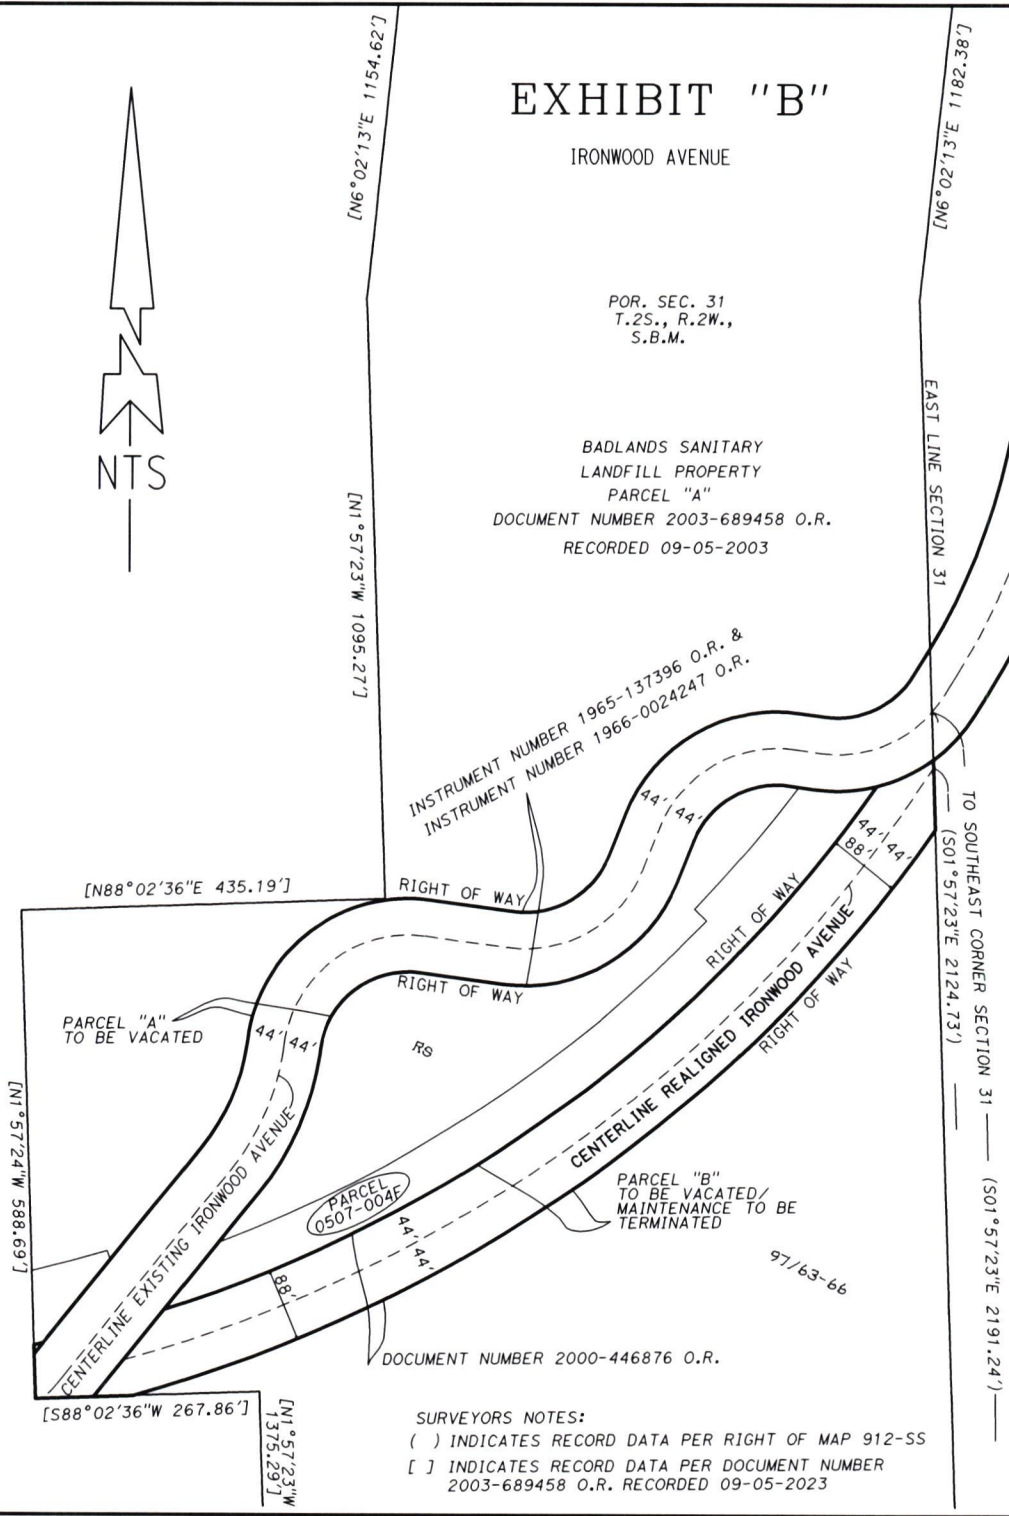 EXHIBIT "B"
IRONWOOD AVENUE
[N6°02'13"E 1154.62']
[N6°02'13"E 1182.38']
NTS
POR. SEC. 31
T.2S., R.2W.,
S.B.M.
EAST LINE SECTION 31
BADLANDS SANITARY
LANDFILL PROPERTY
PARCEL "A"
DOCUMENT NUMBER 2003-689458 O.R.
RECORDED 09-05-2003
[N1°57'23"W 1095.27']
INSTRUMENT NUMBER 1965-137396 O.R. &
INSTRUMENT NUMBER 1966-0024247 O.R.
44' 44'
44' 44'
88'
TO SOUTHEAST CORNER SECTION 31
(S01°57'23"E 2124.73')
(S01°57'23"E 2191.24')
[N88°02'36"E 435.19']
RIGHT OF WAY
RIGHT OF WAY
RIGHT OF WAY
RIGHT OF WAY
CENTERLINE REALIGNED IRONWOOD AVENUE
PARCEL "A"
TO BE VACATED
44' 44'
RS
[N1°57'24"W 588.69']
CENTERLINE EXISTING IRONWOOD AVENUE
PARCEL
0507-004F
PARCEL "B"
TO BE VACATED/
MAINTENANCE TO BE
TERMINATED
44' 44'
88'
97/63-66
DOCUMENT NUMBER 2000-446876 O.R.
[S88°02'36"W 267.86']
[N1°57'23"W
1375.29']
SURVEYORS NOTES:
( ) INDICATES RECORD DATA PER RIGHT OF MAP 912-SS
[ ] INDICATES RECORD DATA PER DOCUMENT NUMBER
2003-689458 O.R. RECORDED 09-05-2023